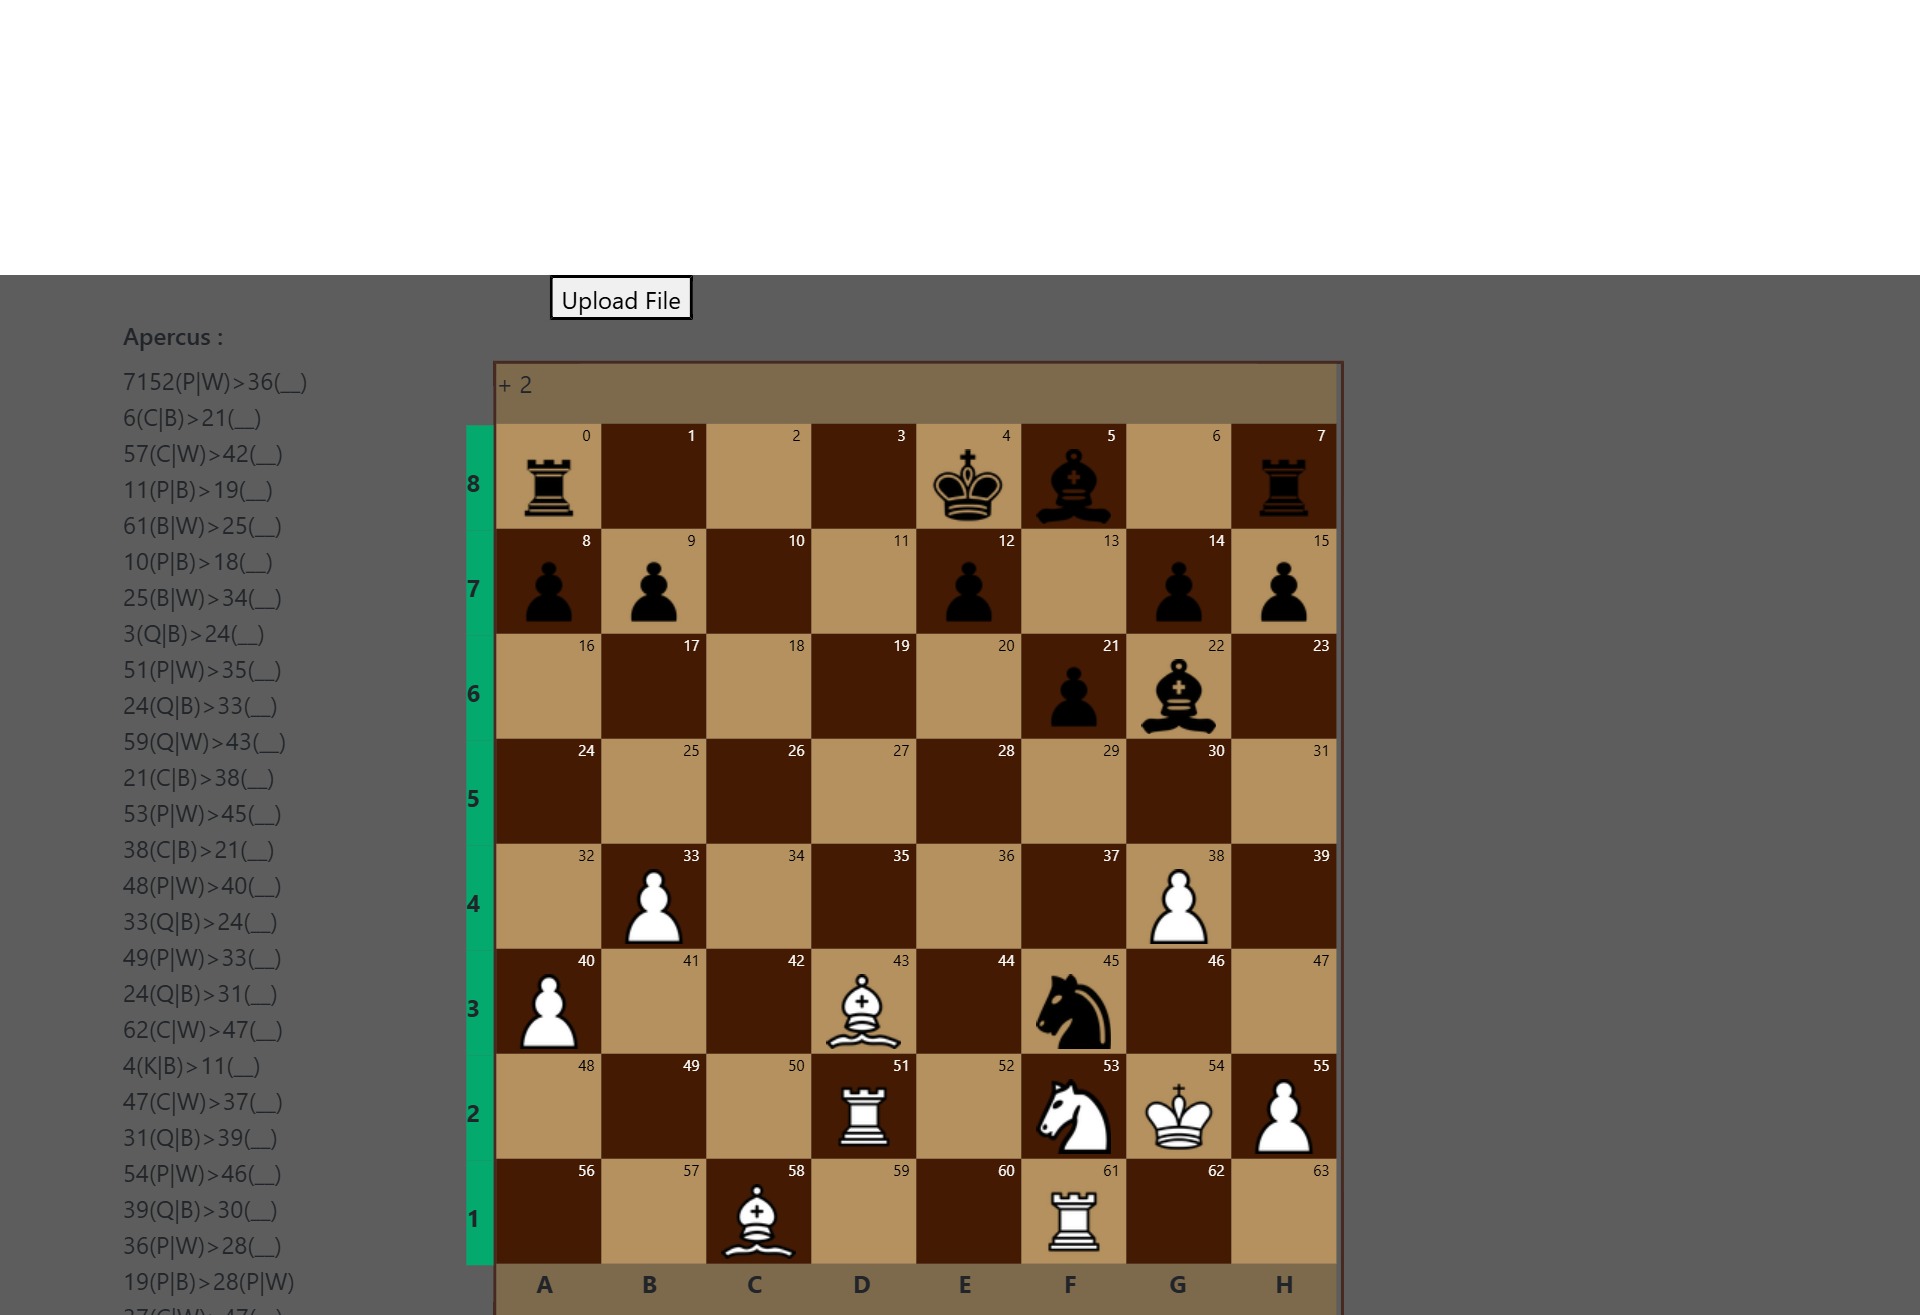 Upload File
Apercus :
7152(P|W)>36(__)
6(C|B)>21(__)
57(C|W)>42(__)
11(P|B)>19(__)
61(B|W)>25(__)
10(P|B)>18(__)
25(B|W)>34(__)
3(Q|B)>24(__)
51(P|W)>35(__)
24(Q|B)>33(__)
59(Q|W)>43(__)
21(C|B)>38(__)
53(P|W)>45(__)
38(C|B)>21(__)
48(P|W)>40(__)
33(Q|B)>24(__)
49(P|W)>33(__)
24(Q|B)>31(__)
62(C|W)>47(__)
4(K|B)>11(__)
47(C|W)>37(__)
31(Q|B)>39(__)
54(P|W)>46(__)
39(Q|B)>30(__)
36(P|W)>28(__)
19(P|B)>28(P|W)
37(C|W)>47(__)
+ 2
0 1 2 3 4 5 6 7
8
8 9 10 11 12 13 14 15
7
16 17 18 19 20 21 22 23
6
24 25 26 27 28 29 30 31
5
32 33 34 35 36 37 38 39
4
40 41 42 43 44 45 46 47
3
48 49 50 51 52 53 54 55
2
56 57 58 59 60 61 62 63
1
A B C D E F G H